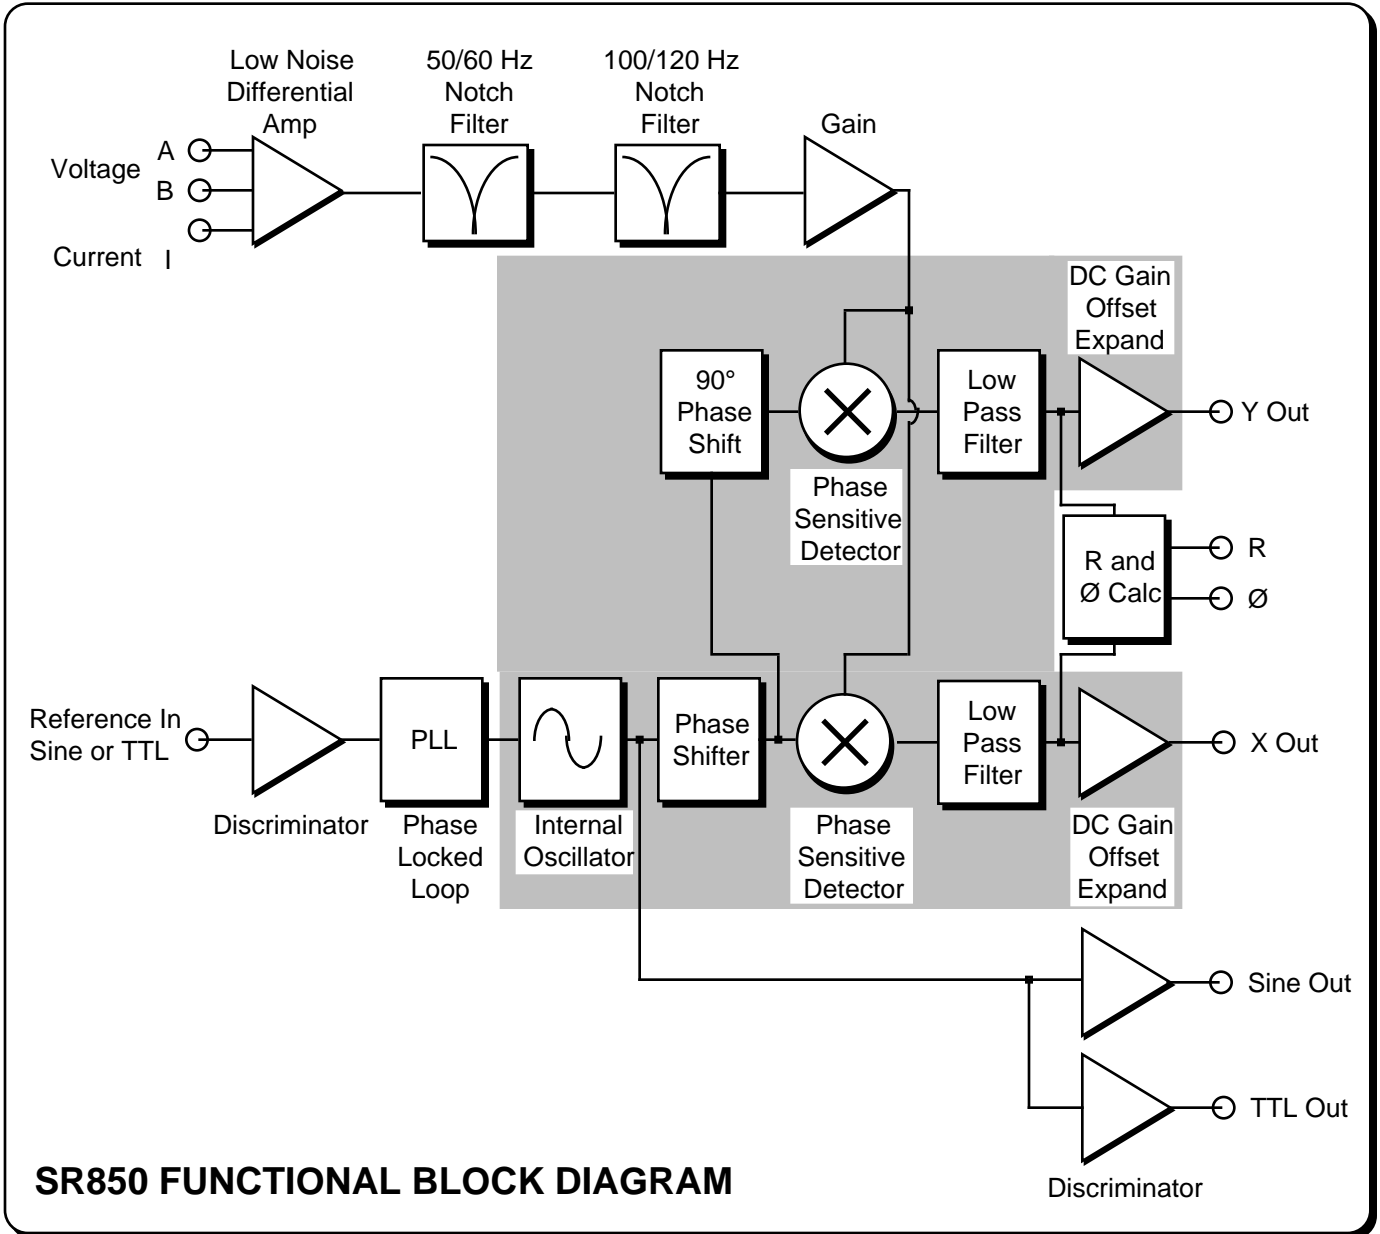 Low Noise
Differential
Amp
50/60 Hz
Notch
Filter
100/120 Hz
Notch
Filter
Gain
Voltage
A
B
Current
I
DC Gain
Offset
Expand
90°
Phase
Shift
Low
Pass
Filter
Y Out
Phase
Sensitive
Detector
R and
Ø Calc
R
Ø
Reference In
Sine or TTL
PLL
Phase
Shifter
Low
Pass
Filter
X Out
Discriminator
Phase
Locked
Loop
Internal
Oscillator
Phase
Sensitive
Detector
DC Gain
Offset
Expand
Sine Out
TTL Out
Discriminator
SR850 FUNCTIONAL BLOCK DIAGRAM